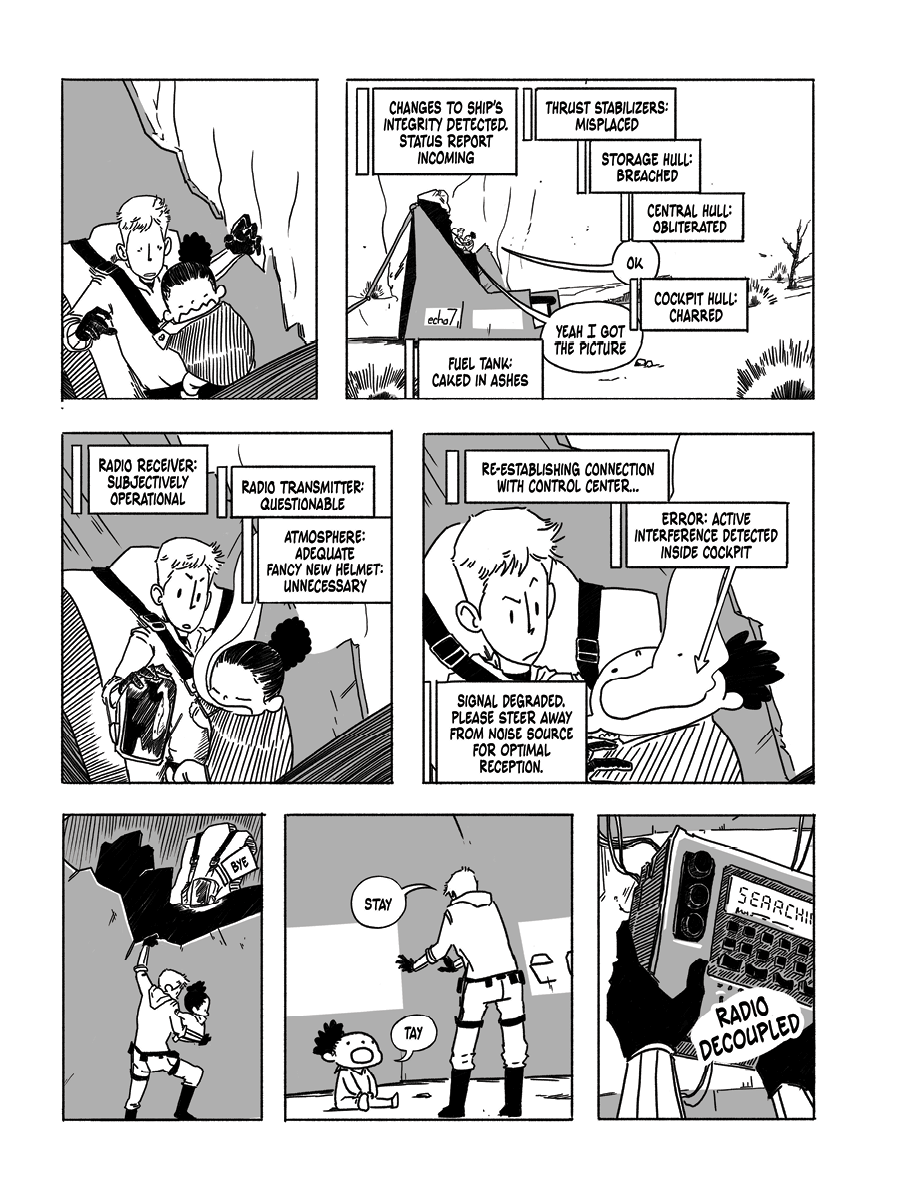 CHANGES TO SHIP'S
INTEGRITY DETECTED.
STATUS REPORT
INCOMING
THRUST STABILIZERS:
MISPLACED
STORAGE HULL:
BREACHED
CENTRAL HULL:
OBLITERATED
OK
COCKPIT HULL:
CHARRED
echo7
YEAH I GOT
THE PICTURE
FUEL TANK:
CAKED IN ASHES
RADIO RECEIVER:
SUBJECTIVELY
OPERATIONAL
RADIO TRANSMITTER:
QUESTIONABLE
ATMOSPHERE:
ADEQUATE
FANCY NEW HELMET:
UNNECESSARY
RE-ESTABLISHING CONNECTION
WITH CONTROL CENTER...
ERROR: ACTIVE
INTERFERENCE DETECTED
INSIDE COCKPIT
SIGNAL DEGRADED.
PLEASE STEER AWAY
FROM NOISE SOURCE
FOR OPTIMAL
RECEPTION.
BYE
STAY
TAY
SEARCHI
RADIO
DECOUPLED